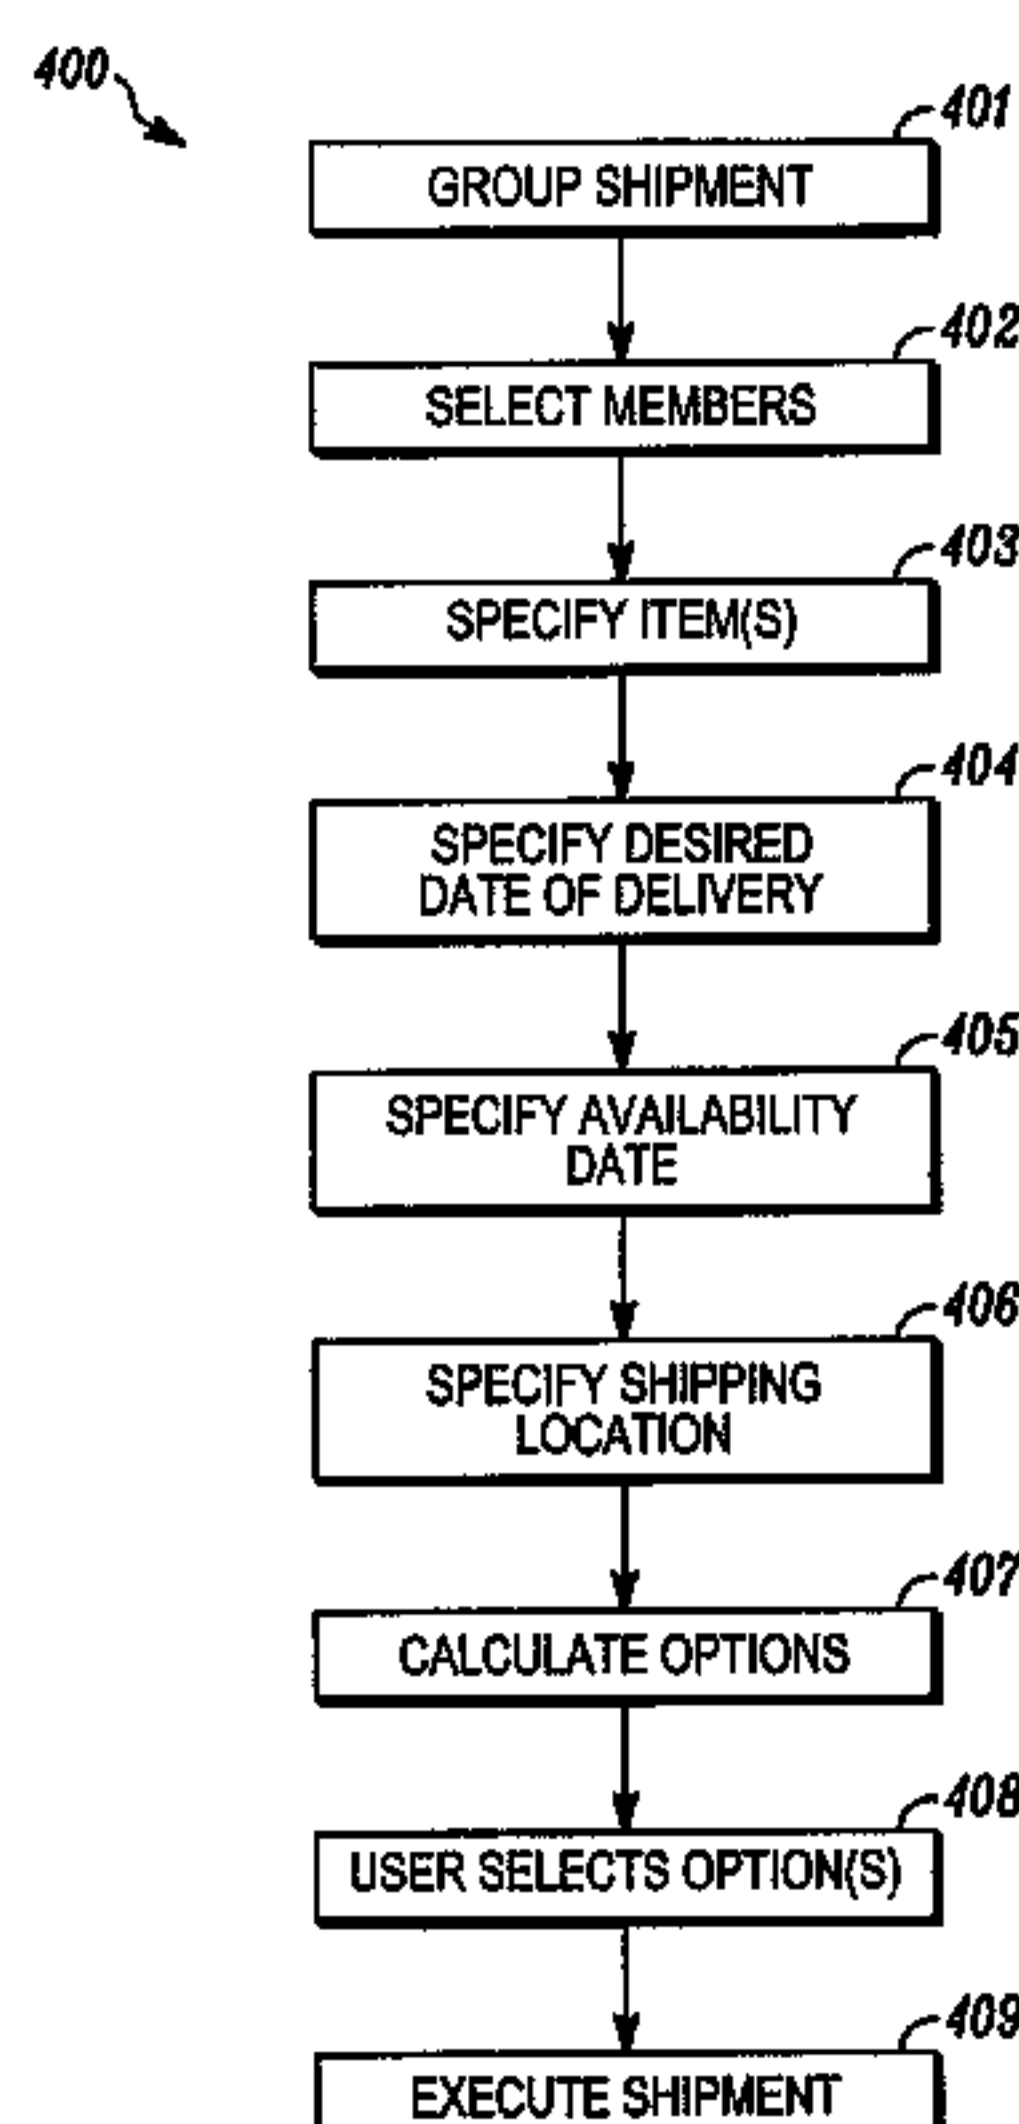 400
401
GROUP SHIPMENT
402
SELECT MEMBERS
403
SPECIFY ITEM(S)
404
SPECIFY DESIRED
DATE OF DELIVERY
405
SPECIFY AVAILABILITY
DATE
406
SPECIFY SHIPPING
LOCATION
407
CALCULATE OPTIONS
408
USER SELECTS OPTION(S)
409
EXECUTE SHIPMENT